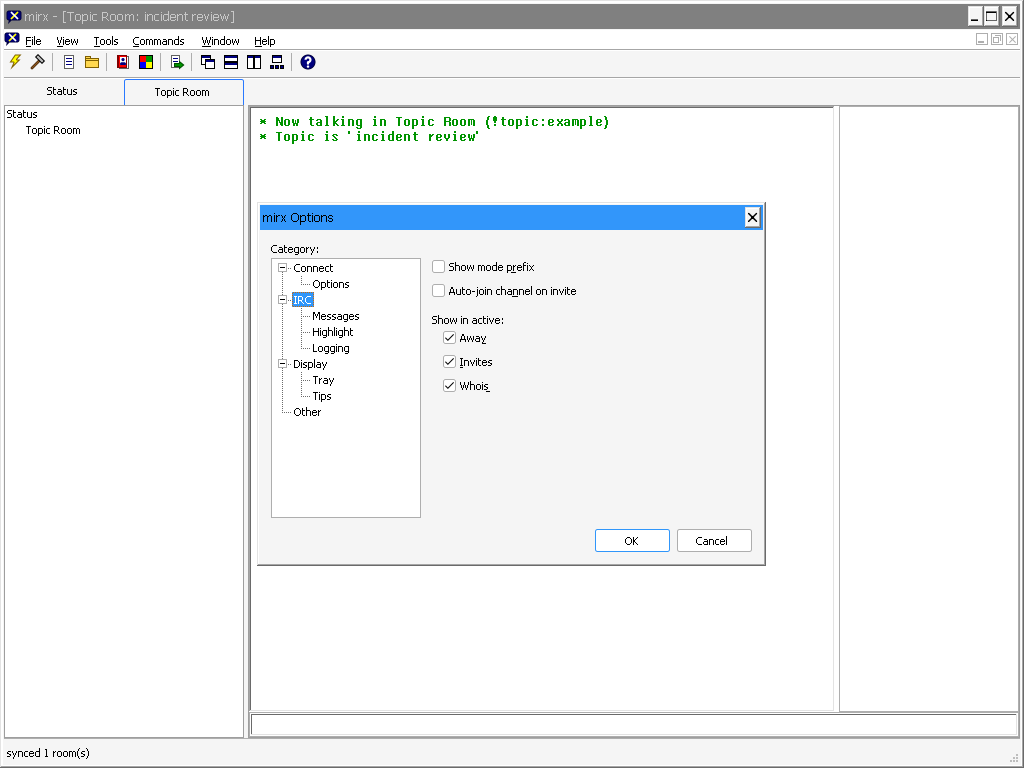 mirx - [Topic Room: incident review]
File View Tools Commands Window Help
Status Topic Room
Status
Topic Room
* Now talking in Topic Room (!topic:example)
* Topic is 'incident review'
mirx Options
Category:
Connect
Options
IRC
Messages
Highlight
Logging
Display
Tray
Tips
Other
Show mode prefix
Auto-join channel on invite
Show in active:
Away
Invites
Whois
OK Cancel
synced 1 room(s)